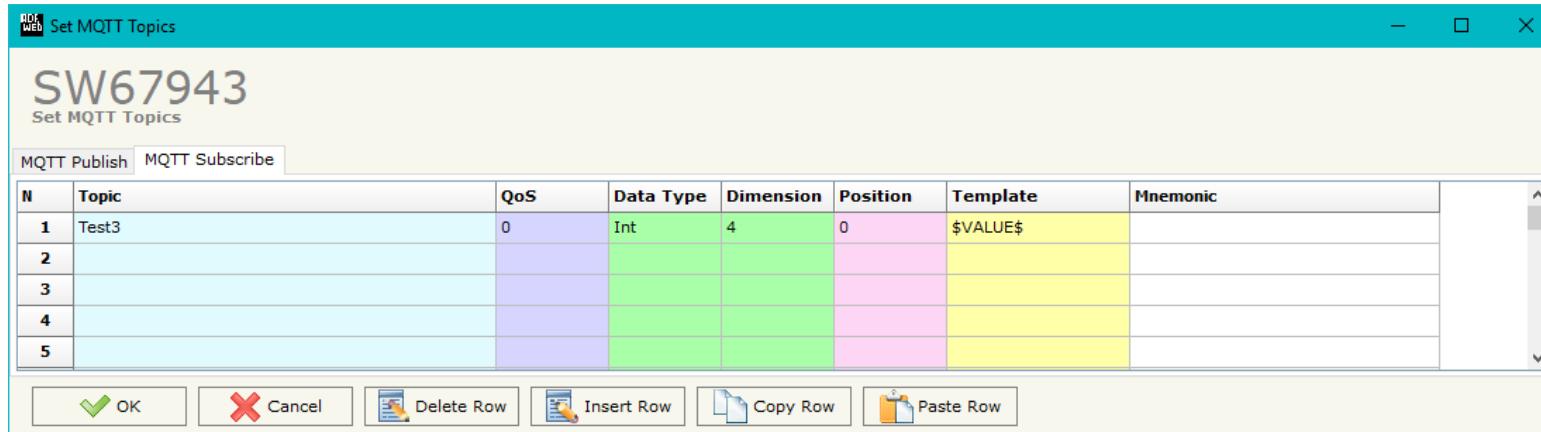 ADF WEB Set MQTT Topics
SW67943
Set MQTT Topics
MQTT Publish MQTT Subscribe
N Topic QoS Data Type Dimension Position Template Mnemonic
1 Test3 0 Int 4 0 $VALUE$
2
3
4
5
OK Cancel Delete Row Insert Row Copy Row Paste Row